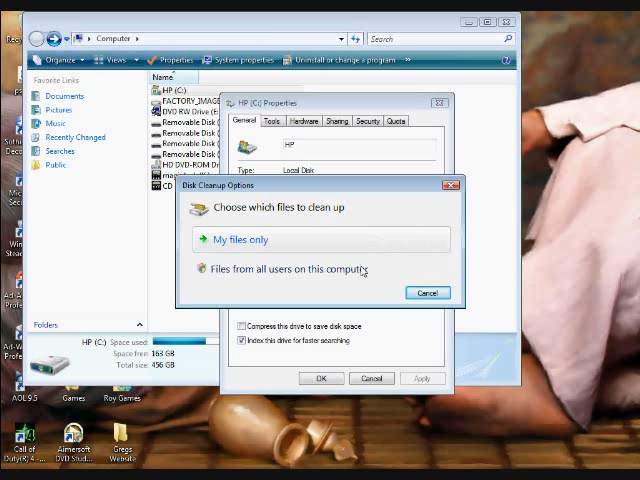 Computer
Search
Organize Views Properties System properties Uninstall or change a program »
Favorite Links
Documents
Pictures
Music
Recently Changed
Searches
Public
Folders
Name
HP (C:)
FACTORY_IMAGE
DVD RW Drive (E:
Removable Disk (
Removable Disk (
Removable Disk (
Removable Disk (
HD DVD-ROM Dr
CD
HP (C:) Properties
General Tools Hardware Sharing Security Quota
HP
Type: Local Disk
Disk Cleanup Options
Choose which files to clean up
My files only
Files from all users on this computer
Cancel
Compress this drive to save disk space
Index this drive for faster searching
OK Cancel Apply
HP (C:) Space used:
Space free: 163 GB
Total size: 456 GB
AOL 9.5
Games
Roy Games
Call of
Duty(R) 4 -...
Aimersoft
DVD Stud...
Gregs
Website